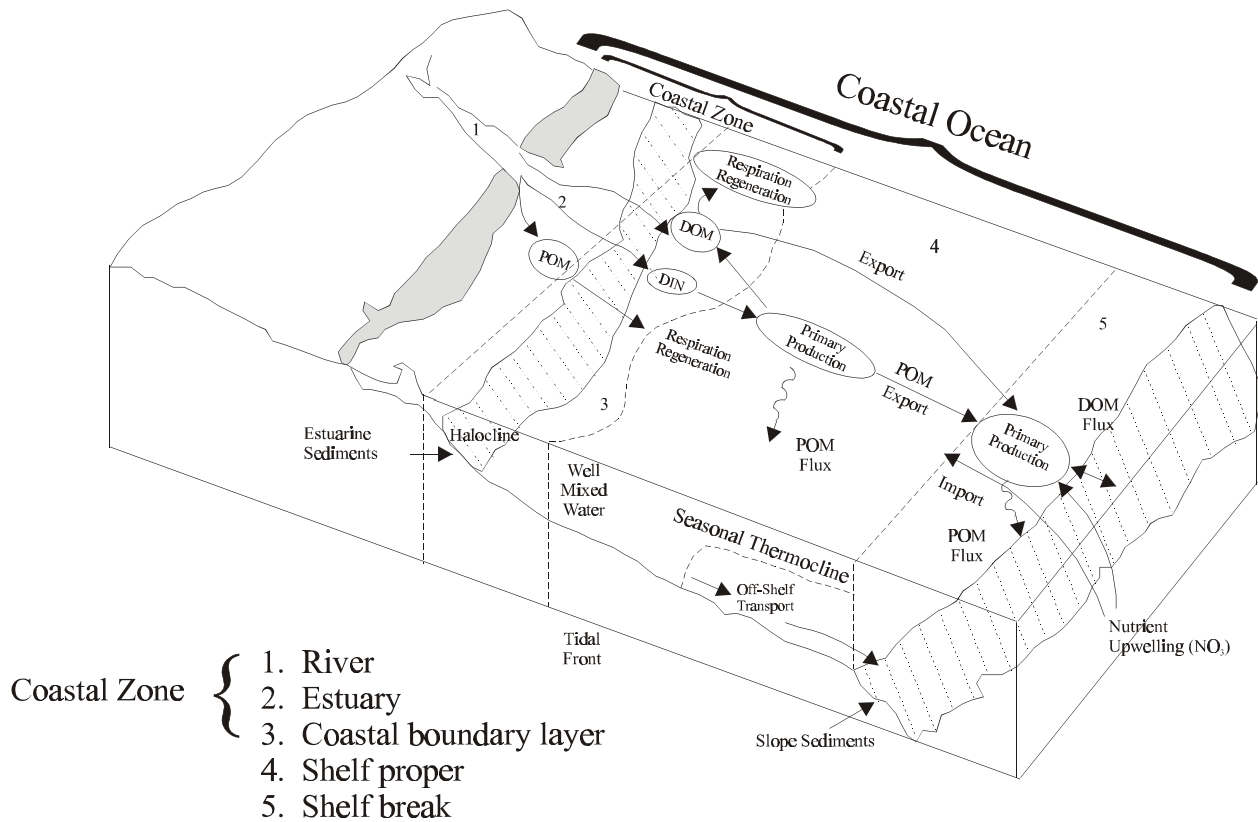 Coastal Ocean
Coastal Zone
1
Respiration
Regeneration
2
DOM
4
POM
DIN
Export
5
Primary
Production
Respiration
Regeneration
POM
Export
3
DOM
Flux
Primary
Production
Estuarine
Sediments
Halocline
POM
Flux
Well
Mixed
Water
Import
Seasonal Thermocline
POM
Flux
Off-Shelf
Transport
Nutrient
Upwelling (NO₃)
Tidal
Front
Slope Sediments
Coastal Zone
1. River
2. Estuary
3. Coastal boundary layer
4. Shelf proper
5. Shelf break